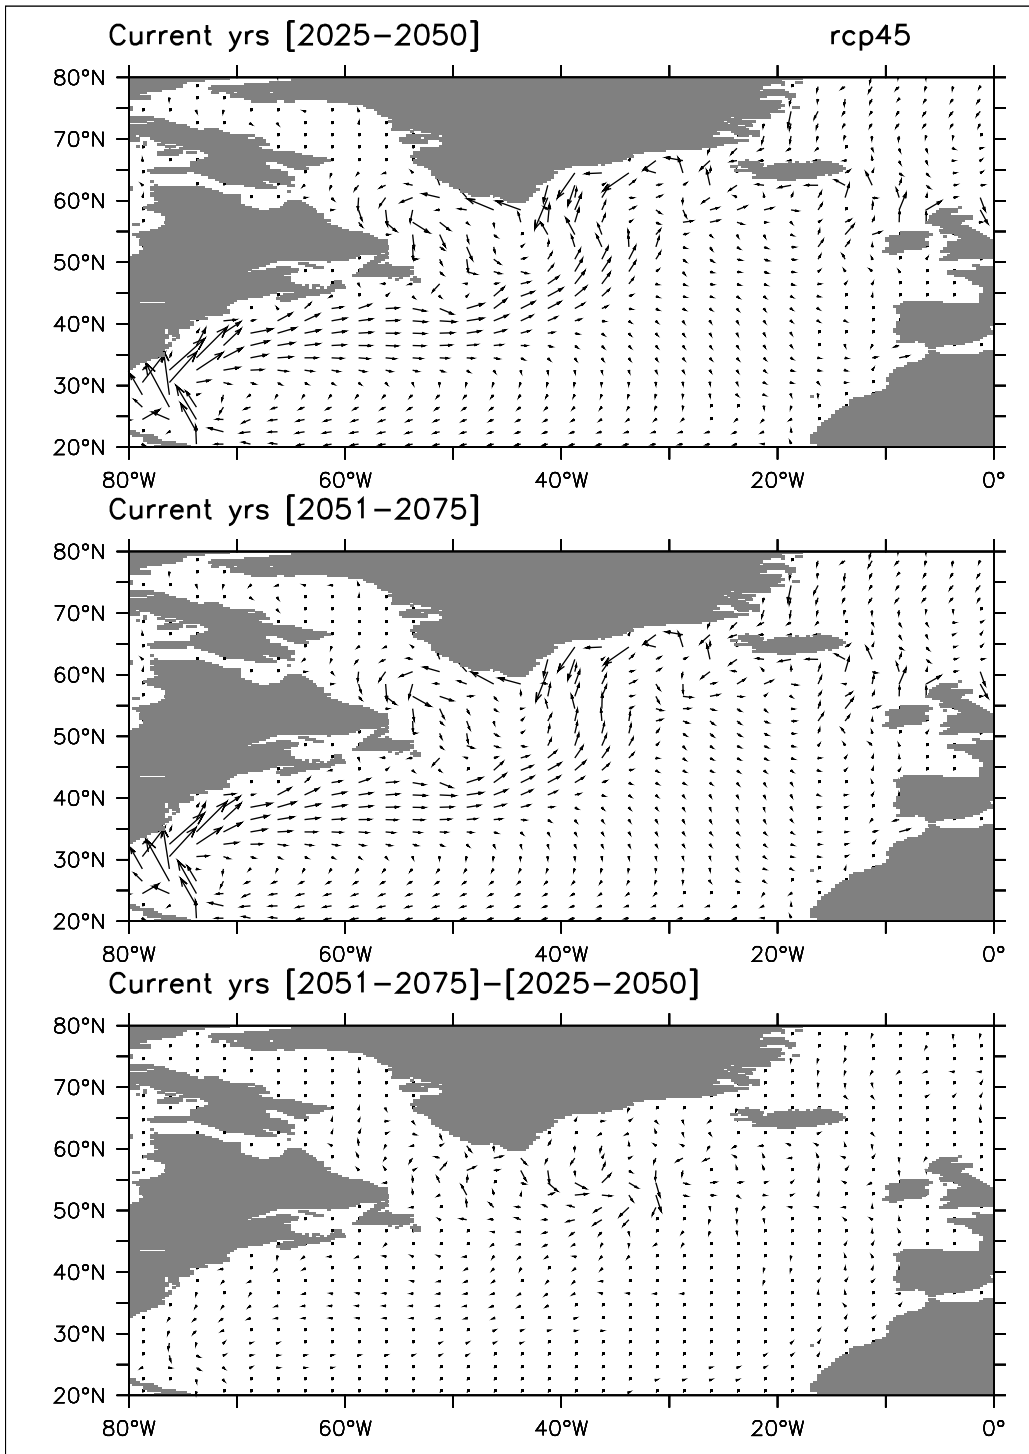 Current yrs [2025-2050] rcp45
80°N
70°N
60°N
50°N
40°N
30°N
20°N
80°W 60°W 40°W 20°W 0°
Current yrs [2051-2075]
80°N
70°N
60°N
50°N
40°N
30°N
20°N
80°W 60°W 40°W 20°W 0°
Current yrs [2051-2075]-[2025-2050]
80°N
70°N
60°N
50°N
40°N
30°N
20°N
80°W 60°W 40°W 20°W 0°